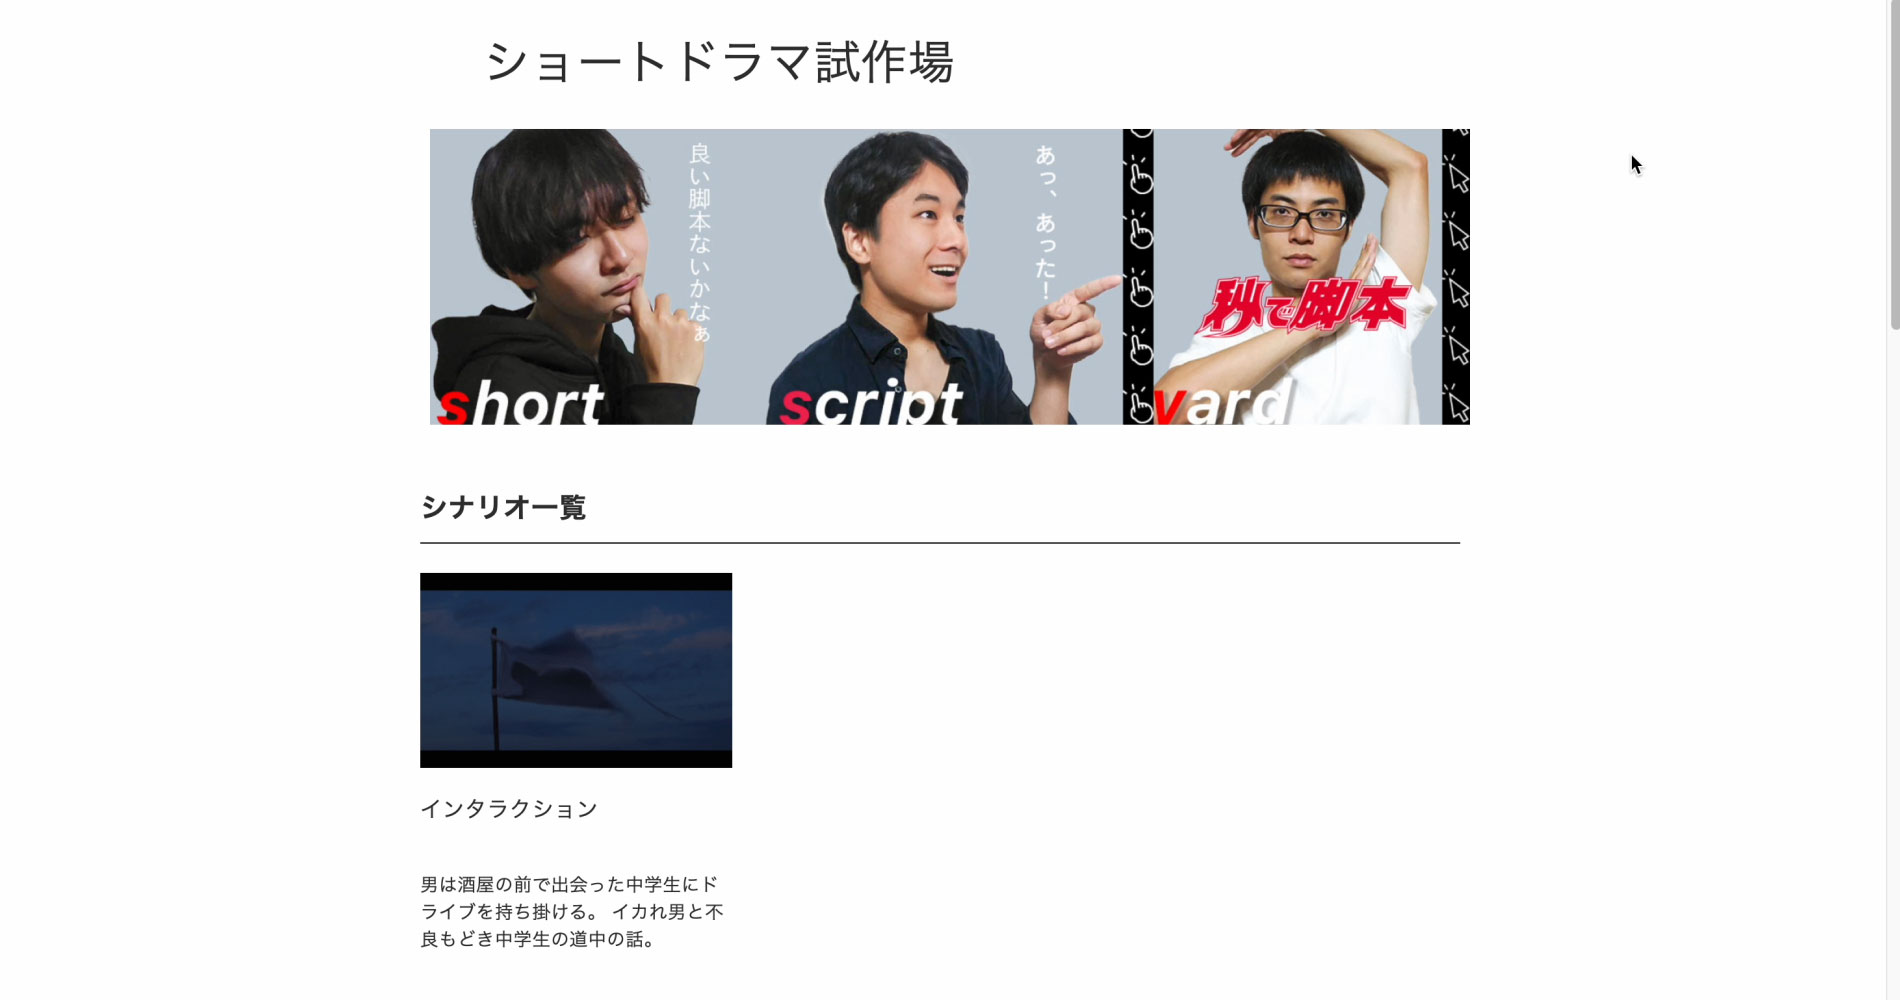 ショートドラマ試作場
良い脚本ないかなぁ
あっ、あった！
秒で脚本
short
script
yard
シナリオ一覧
インタラクション
男は酒屋の前で出会った中学生にド
ライブを持ち掛ける。 イカれ男と不
良もどき中学生の道中の話。